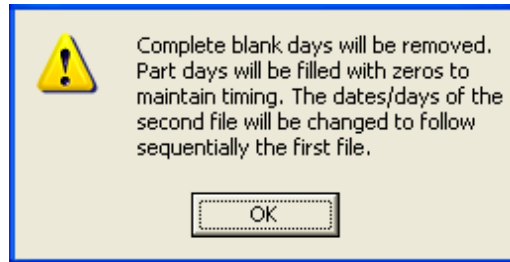 Complete blank days will be removed.
Part days will be filled with zeros to
maintain timing. The dates/days of the
second file will be changed to follow
sequentially the first file.
OK